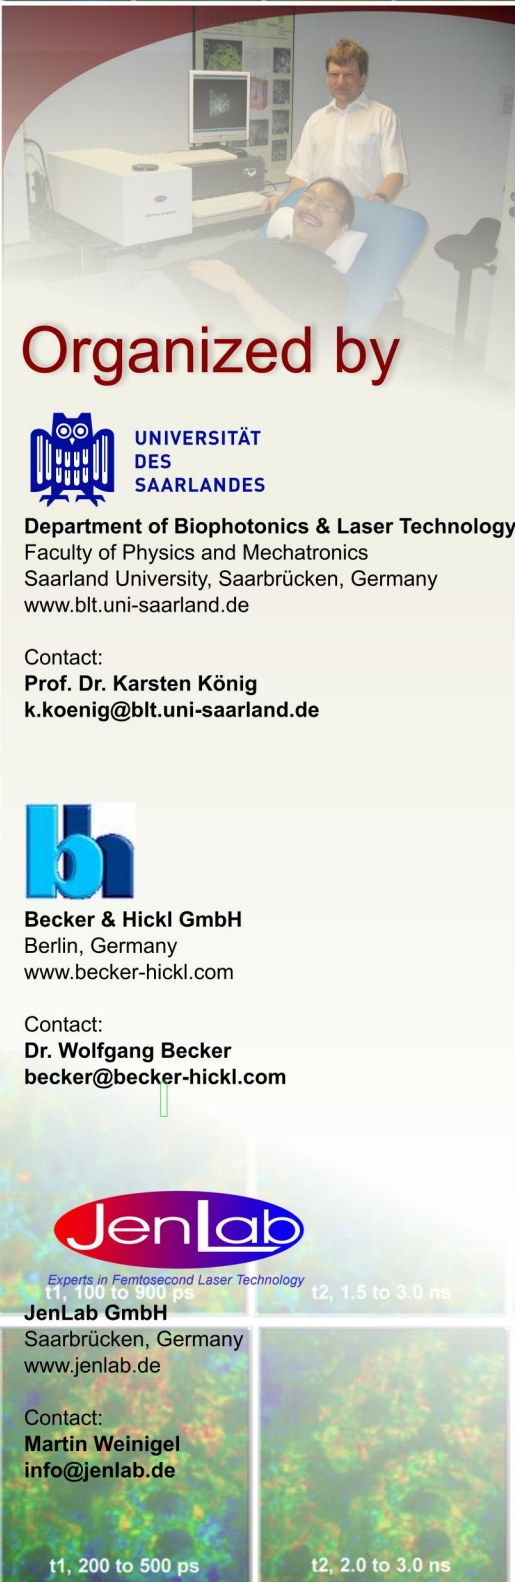 Organized by
UNIVERSITÄT
DES
SAARLANDES
Department of Biophotonics & Laser Technology
Faculty of Physics and Mechatronics
Saarland University, Saarbrücken, Germany
www.blt.uni-saarland.de
Contact:
Prof. Dr. Karsten König
k.koenig@blt.uni-saarland.de
bh
Becker & Hickl GmbH
Berlin, Germany
www.becker-hickl.com
Contact:
Dr. Wolfgang Becker
becker@becker-hickl.com
JenLab
Experts in Femtosecond Laser Technology
t1, 100 to 900 ps
t2, 1.5 to 3.0 ns
JenLab GmbH
Saarbrücken, Germany
www.jenlab.de
Contact:
Martin Weinigel
info@jenlab.de
t1, 200 to 500 ps
t2, 2.0 to 3.0 ns